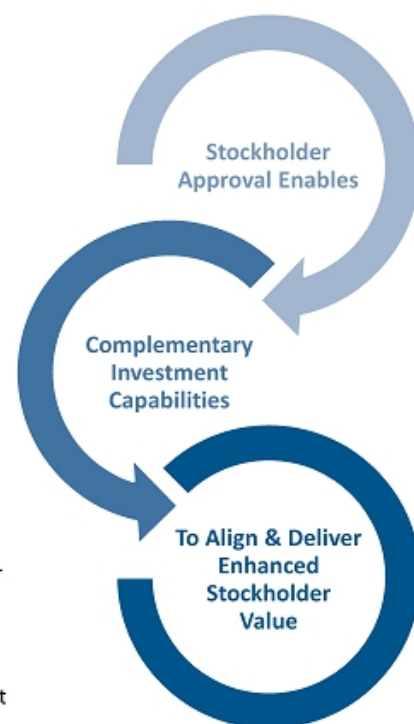 Stockholder
Approval Enables
Complementary
Investment
Capabilities
To Align & Deliver
Enhanced
Stockholder
Value